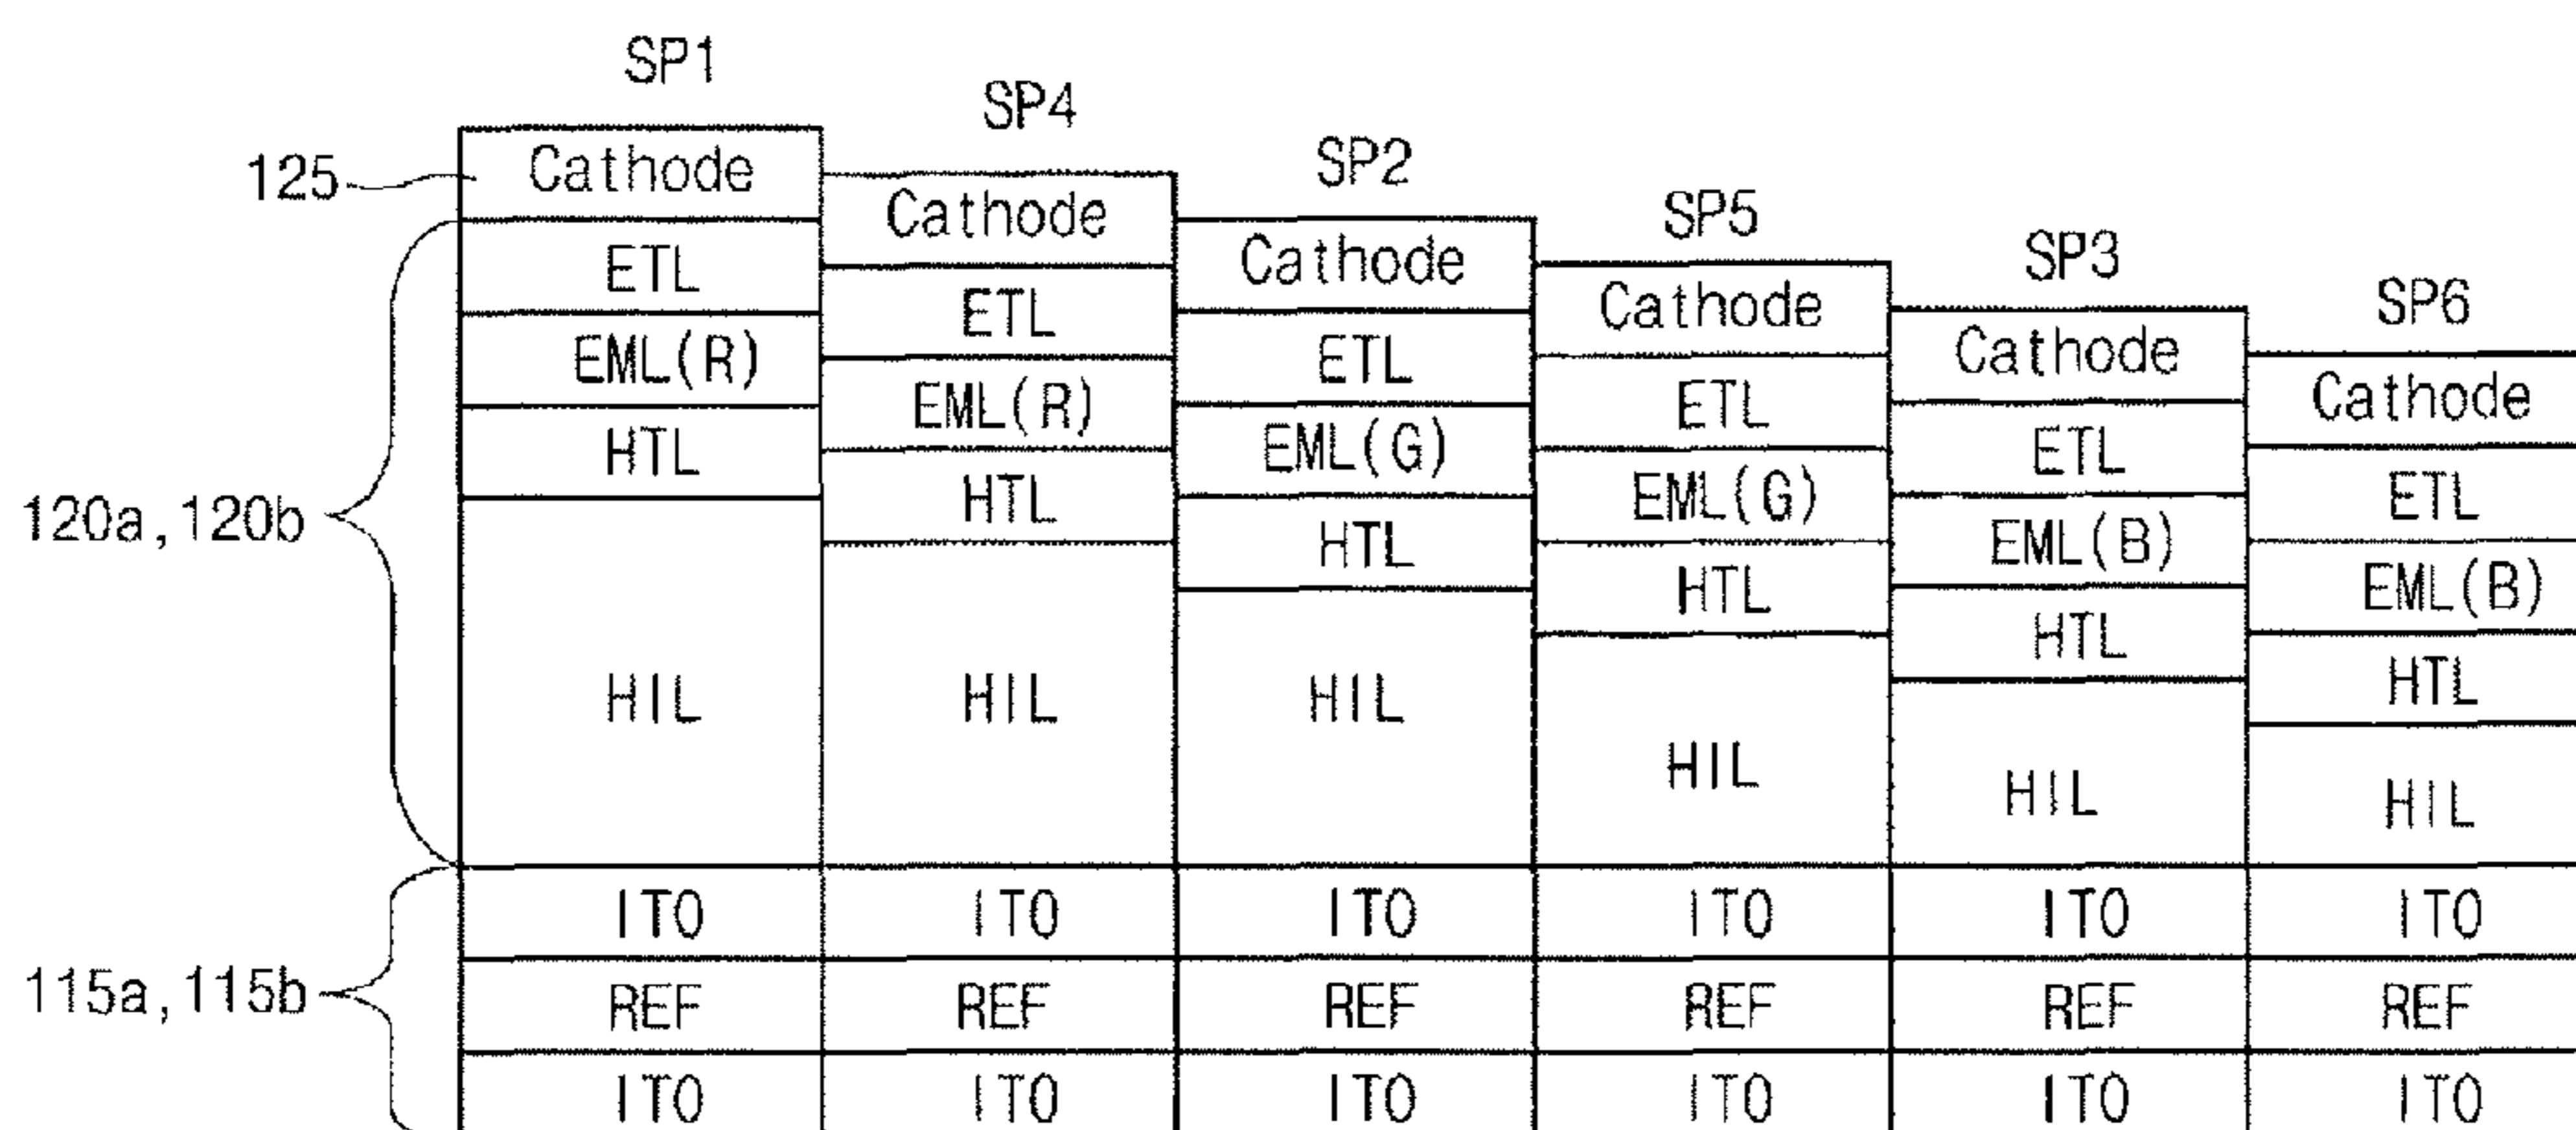 SP1
SP4
SP2
SP5
SP3
SP6
125
Cathode
Cathode
Cathode
Cathode
Cathode
Cathode
ETL
ETL
ETL
ETL
ETL
ETL
EML(R)
EML(R)
EML(G)
EML(G)
EML(B)
EML(B)
HTL
HTL
HTL
HTL
HTL
HTL
120a, 120b
HIL
HIL
HIL
HIL
HIL
HIL
ITO
ITO
ITO
ITO
ITO
ITO
115a, 115b
REF
REF
REF
REF
REF
REF
ITO
ITO
ITO
ITO
ITO
ITO